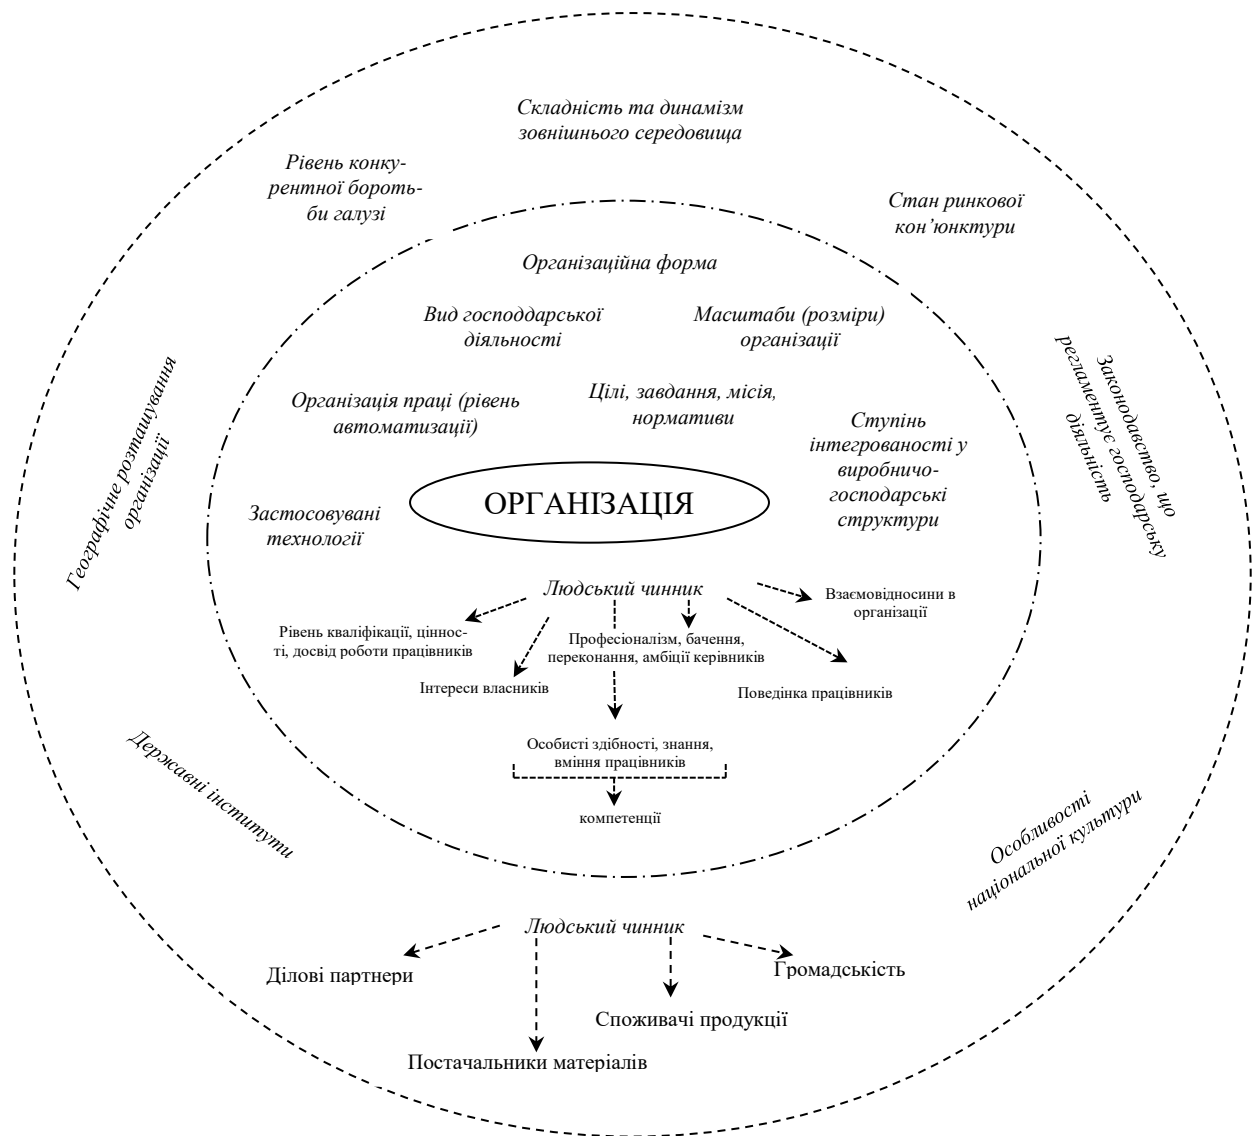 Складність та динамізм
зовнішнього середовища
Рівень конку-
рентної бороть-
би галузі
Стан ринкової
кон’юнктури
Організаційна форма
Вид господдарської
діяльності
Масштаби (розміри)
організації
Географічне розташування
організації
Законодавство, що
регламентує господарську
діяльність
Організація праці (рівень
автоматизації)
Цілі, завдання, місія,
нормативи
Ступінь
інтегрованості у
виробничо-
господарські
структури
ОРГАНІЗАЦІЯ
Застосовувані
технології
Людський чинник
Взаємовідносини в
організації
Рівень кваліфікації, ціннос-
ті, досвід роботи працівників
Професіоналізм, бачення,
переконання, амбіції керівників
Інтереси власників
Поведінка працівників
Особисті здібності, знання,
вміння працівників
компетенції
Державні інститути
Особливості
національної культури
Людський чинник
Ділові партнери
Громадськість
Споживачі продукції
Постачальники матеріалів